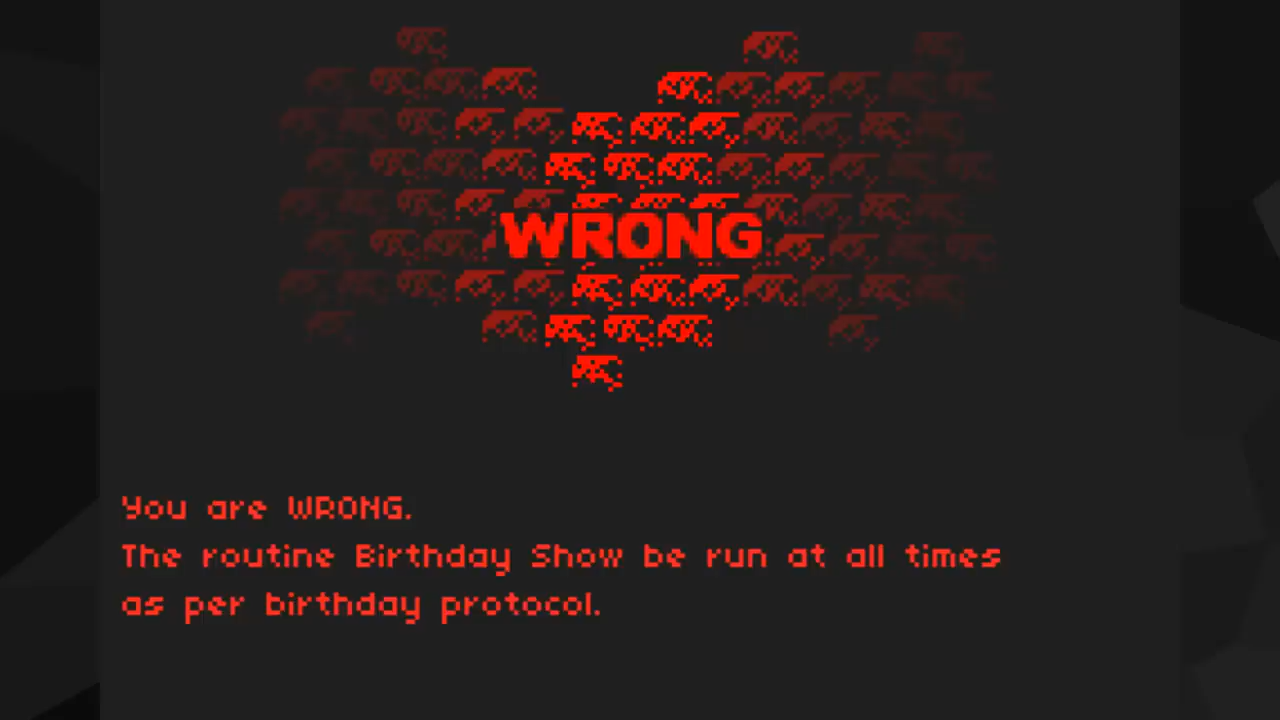 WRONG
You are WRONG.
The routine Birthday Show be run at all times
as per birthday protocol.